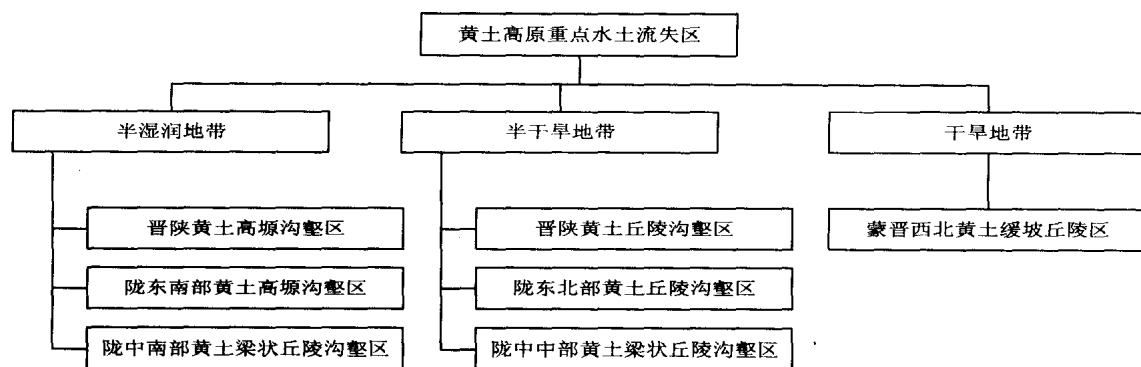 黄土高原重点水土流失区
半湿润地带
半干旱地带
干旱地带
晋陕黄土高塬沟壑区
晋陕黄土丘陵沟壑区
蒙晋西北黄土缓坡丘陵区
陇东南部黄土高塬沟壑区
陇东北部黄土丘陵沟壑区
陇中南部黄土梁状丘陵沟壑区
陇中中部黄土梁状丘陵沟壑区